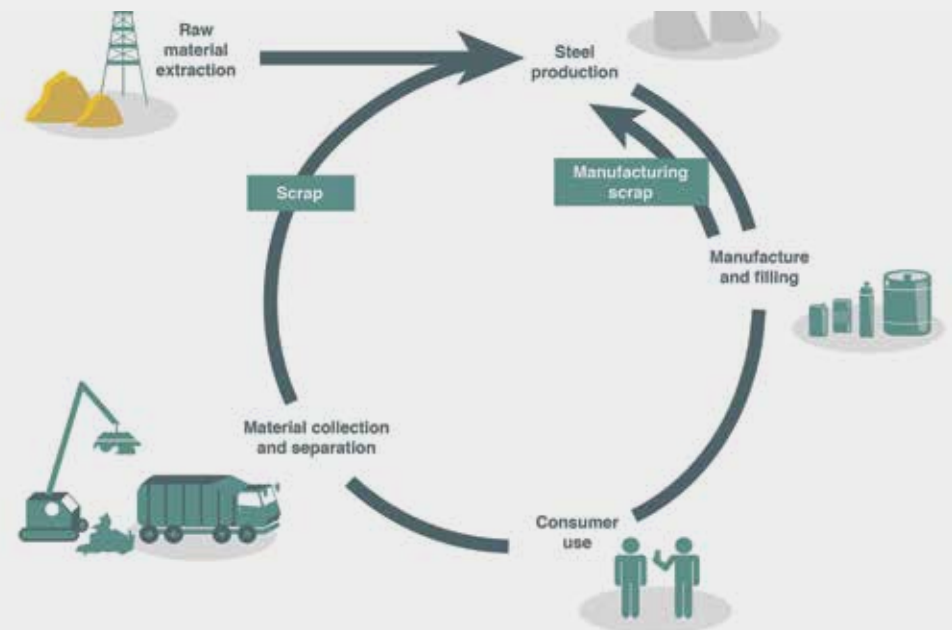 Raw
material
extraction
Steel
production
Scrap
Manufacturing
scrap
Manufacture
and filling
Material collection
and separation
Consumer
use